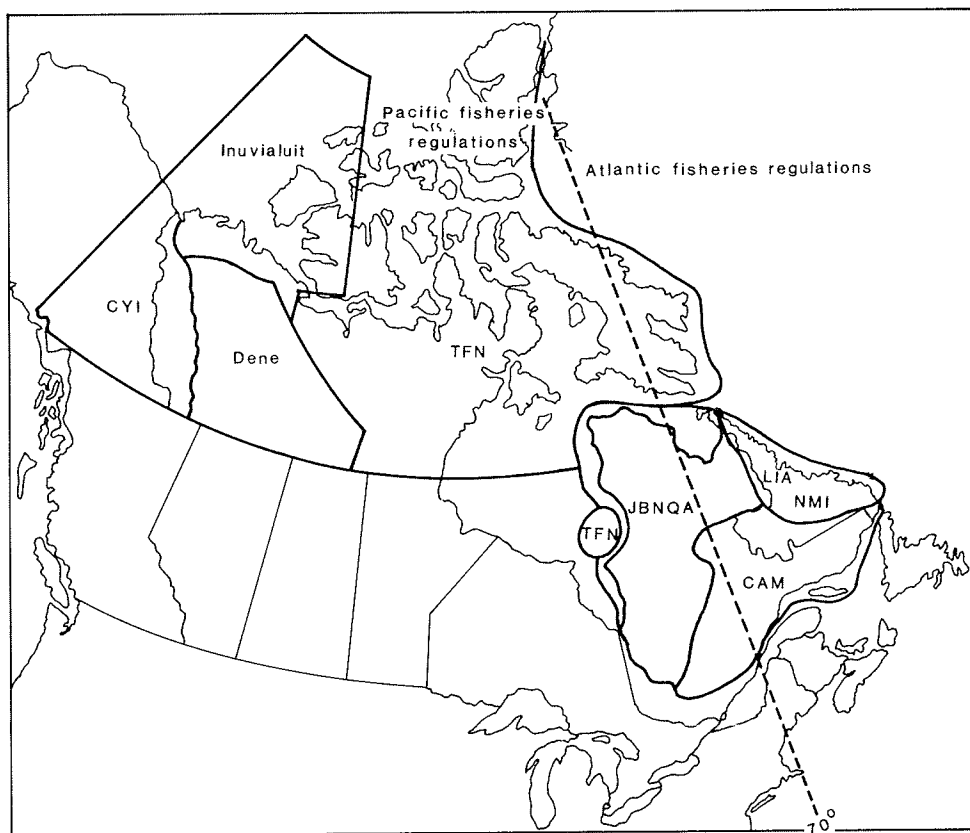 Pacific fisheries
regulations
Inuvialuit
Atlantic fisheries regulations
CYI
Dene
TFN
LIA
NMI
JBNQA
TFN
CAM
70°